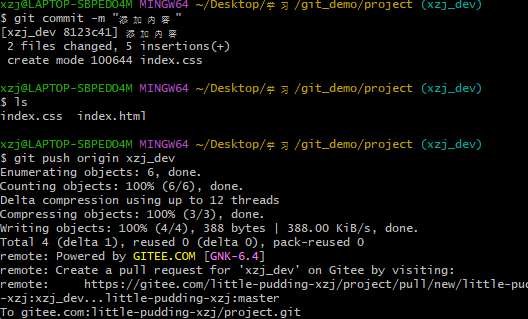 xzj@LAPTOP-SBPEDO4M MINGW64 ~/Desktop/学习/git_demo/project (xzj_dev)
$ git commit -m "添加内容"
[xzj_dev 8123c41] 添加内容
 2 files changed, 5 insertions(+)
 create mode 100644 index.css
xzj@LAPTOP-SBPEDO4M MINGW64 ~/Desktop/学习/git_demo/project (xzj_dev)
$ ls
index.css  index.html
xzj@LAPTOP-SBPEDO4M MINGW64 ~/Desktop/学习/git_demo/project (xzj_dev)
$ git push origin xzj_dev
Enumerating objects: 6, done.
Counting objects: 100% (6/6), done.
Delta compression using up to 12 threads
Compressing objects: 100% (3/3), done.
Writing objects: 100% (4/4), 388 bytes | 388.00 KiB/s, done.
Total 4 (delta 1), reused 0 (delta 0), pack-reused 0
remote: Powered by GITEE.COM [GNK-6.4]
remote: Create a pull request for 'xzj_dev' on Gitee by visiting:
remote:     https://gitee.com/little-pudding-xzj/project/pull/new/little-pu
-xzj:xzj_dev...little-pudding-xzj:master
To gitee.com:little-pudding-xzj/project.git